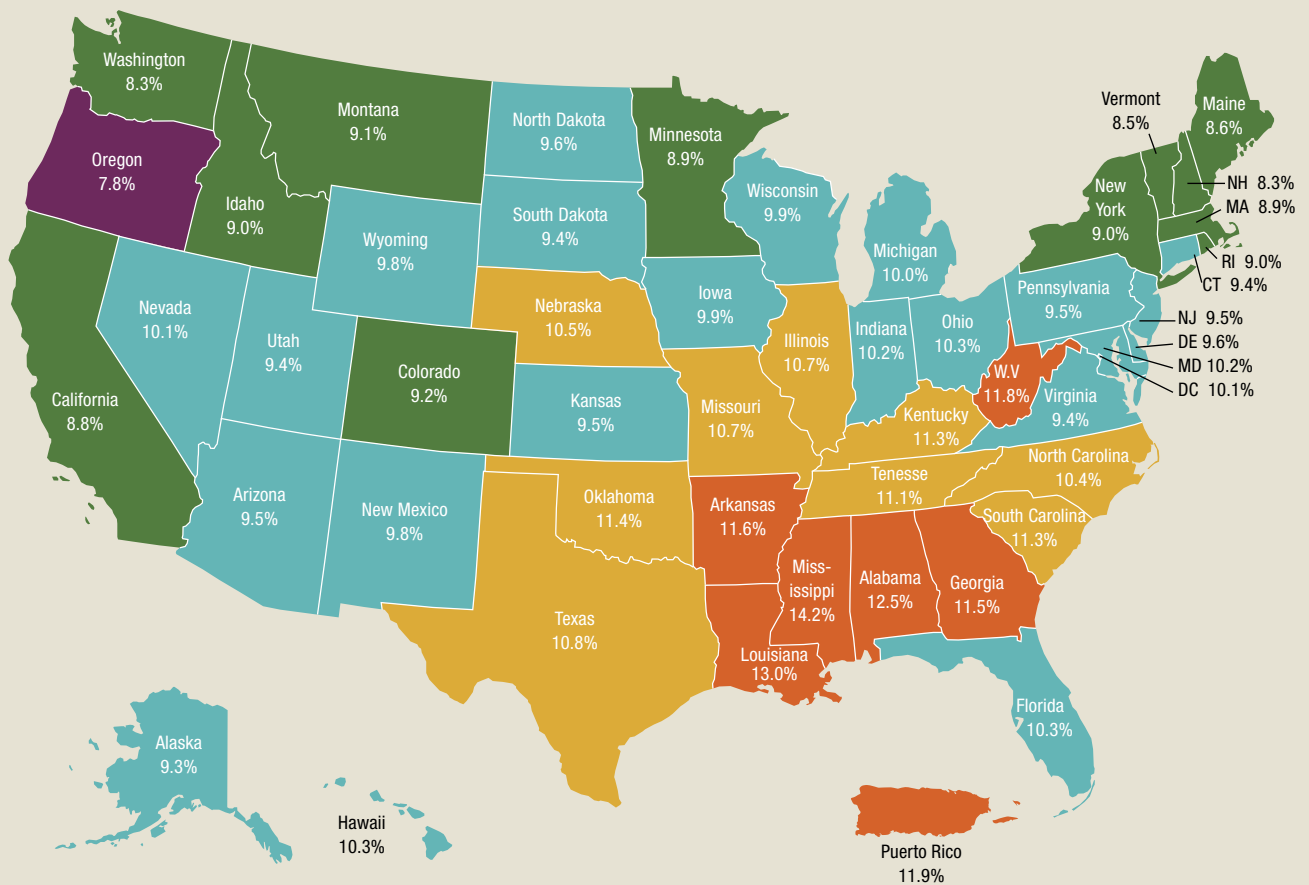 Washington
8.3%
Oregon
7.8%
California
8.8%
Idaho
9.0%
Nevada
10.1%
Montana
9.1%
Wyoming
9.8%
Utah
9.4%
Colorado
9.2%
Arizona
9.5%
New Mexico
9.8%
North Dakota
9.6%
South Dakota
9.4%
Nebraska
10.5%
Kansas
9.5%
Oklahoma
11.4%
Texas
10.8%
Minnesota
8.9%
Iowa
9.9%
Missouri
10.7%
Arkansas
11.6%
Louisiana
13.0%
Wisconsin
9.9%
Illinois
10.7%
Michigan
10.0%
Indiana
10.2%
Ohio
10.3%
Kentucky
11.3%
Tenesse
11.1%
Miss-
issippi
14.2%
Alabama
12.5%
Georgia
11.5%
Florida
10.3%
South Carolina
11.3%
North Carolina
10.4%
Virginia
9.4%
W.V
11.8%
Pennsylvania
9.5%
New
York
9.0%
Vermont
8.5%
Maine
8.6%
NH 8.3%
MA 8.9%
RI 9.0%
CT 9.4%
NJ 9.5%
DE 9.6%
MD 10.2%
DC 10.1%
Alaska
9.3%
Hawaii
10.3%
Puerto Rico
11.9%